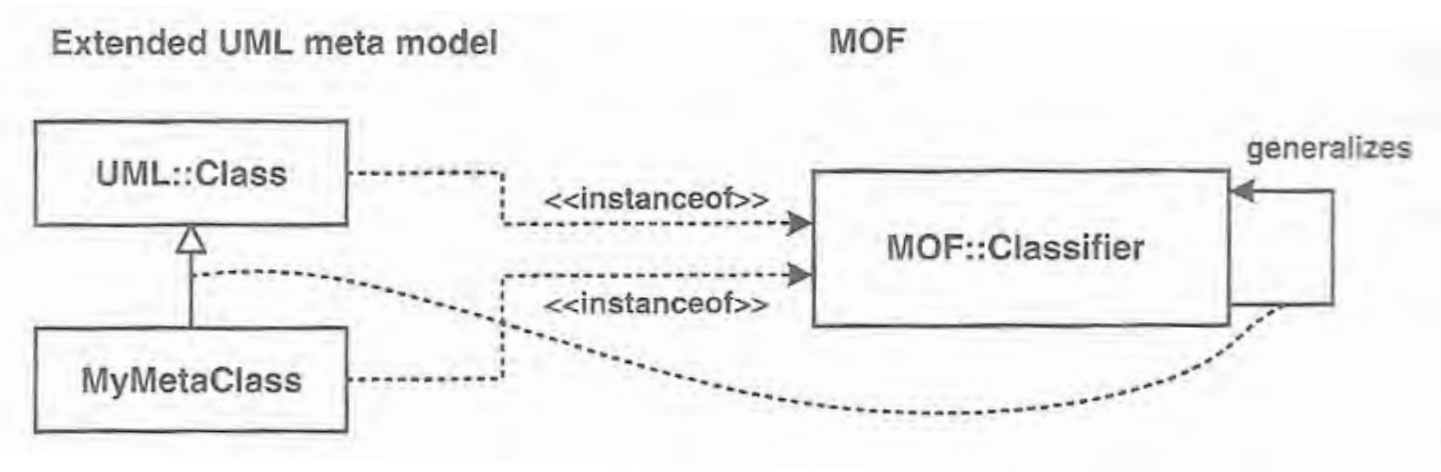 Extended UML meta model
MOF
UML::Class
generalizes
<<instanceof>>
MOF::Classifier
<<instanceof>>
MyMetaClass